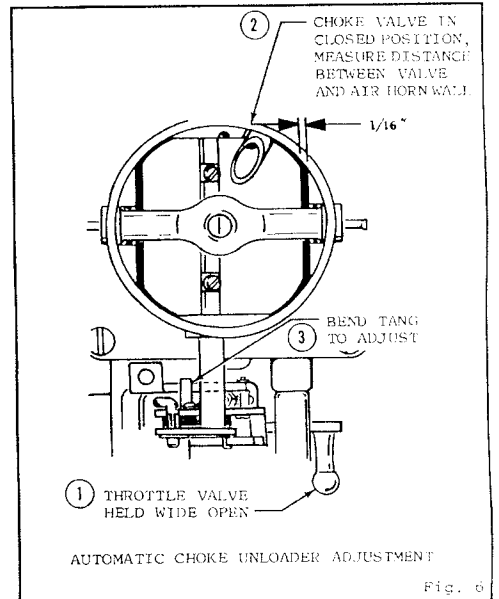 2
CHOKE VALVE IN
CLOSED POSITION,
MEASURE DISTANCE
BETWEEN VALVE
AND AIR HORN WALL
1/16"
3
BEND TANG
TO ADJUST
1
THROTTLE VALVE
HELD WIDE OPEN
AUTOMATIC CHOKE UNLOADER ADJUSTMENT
Fig. 6